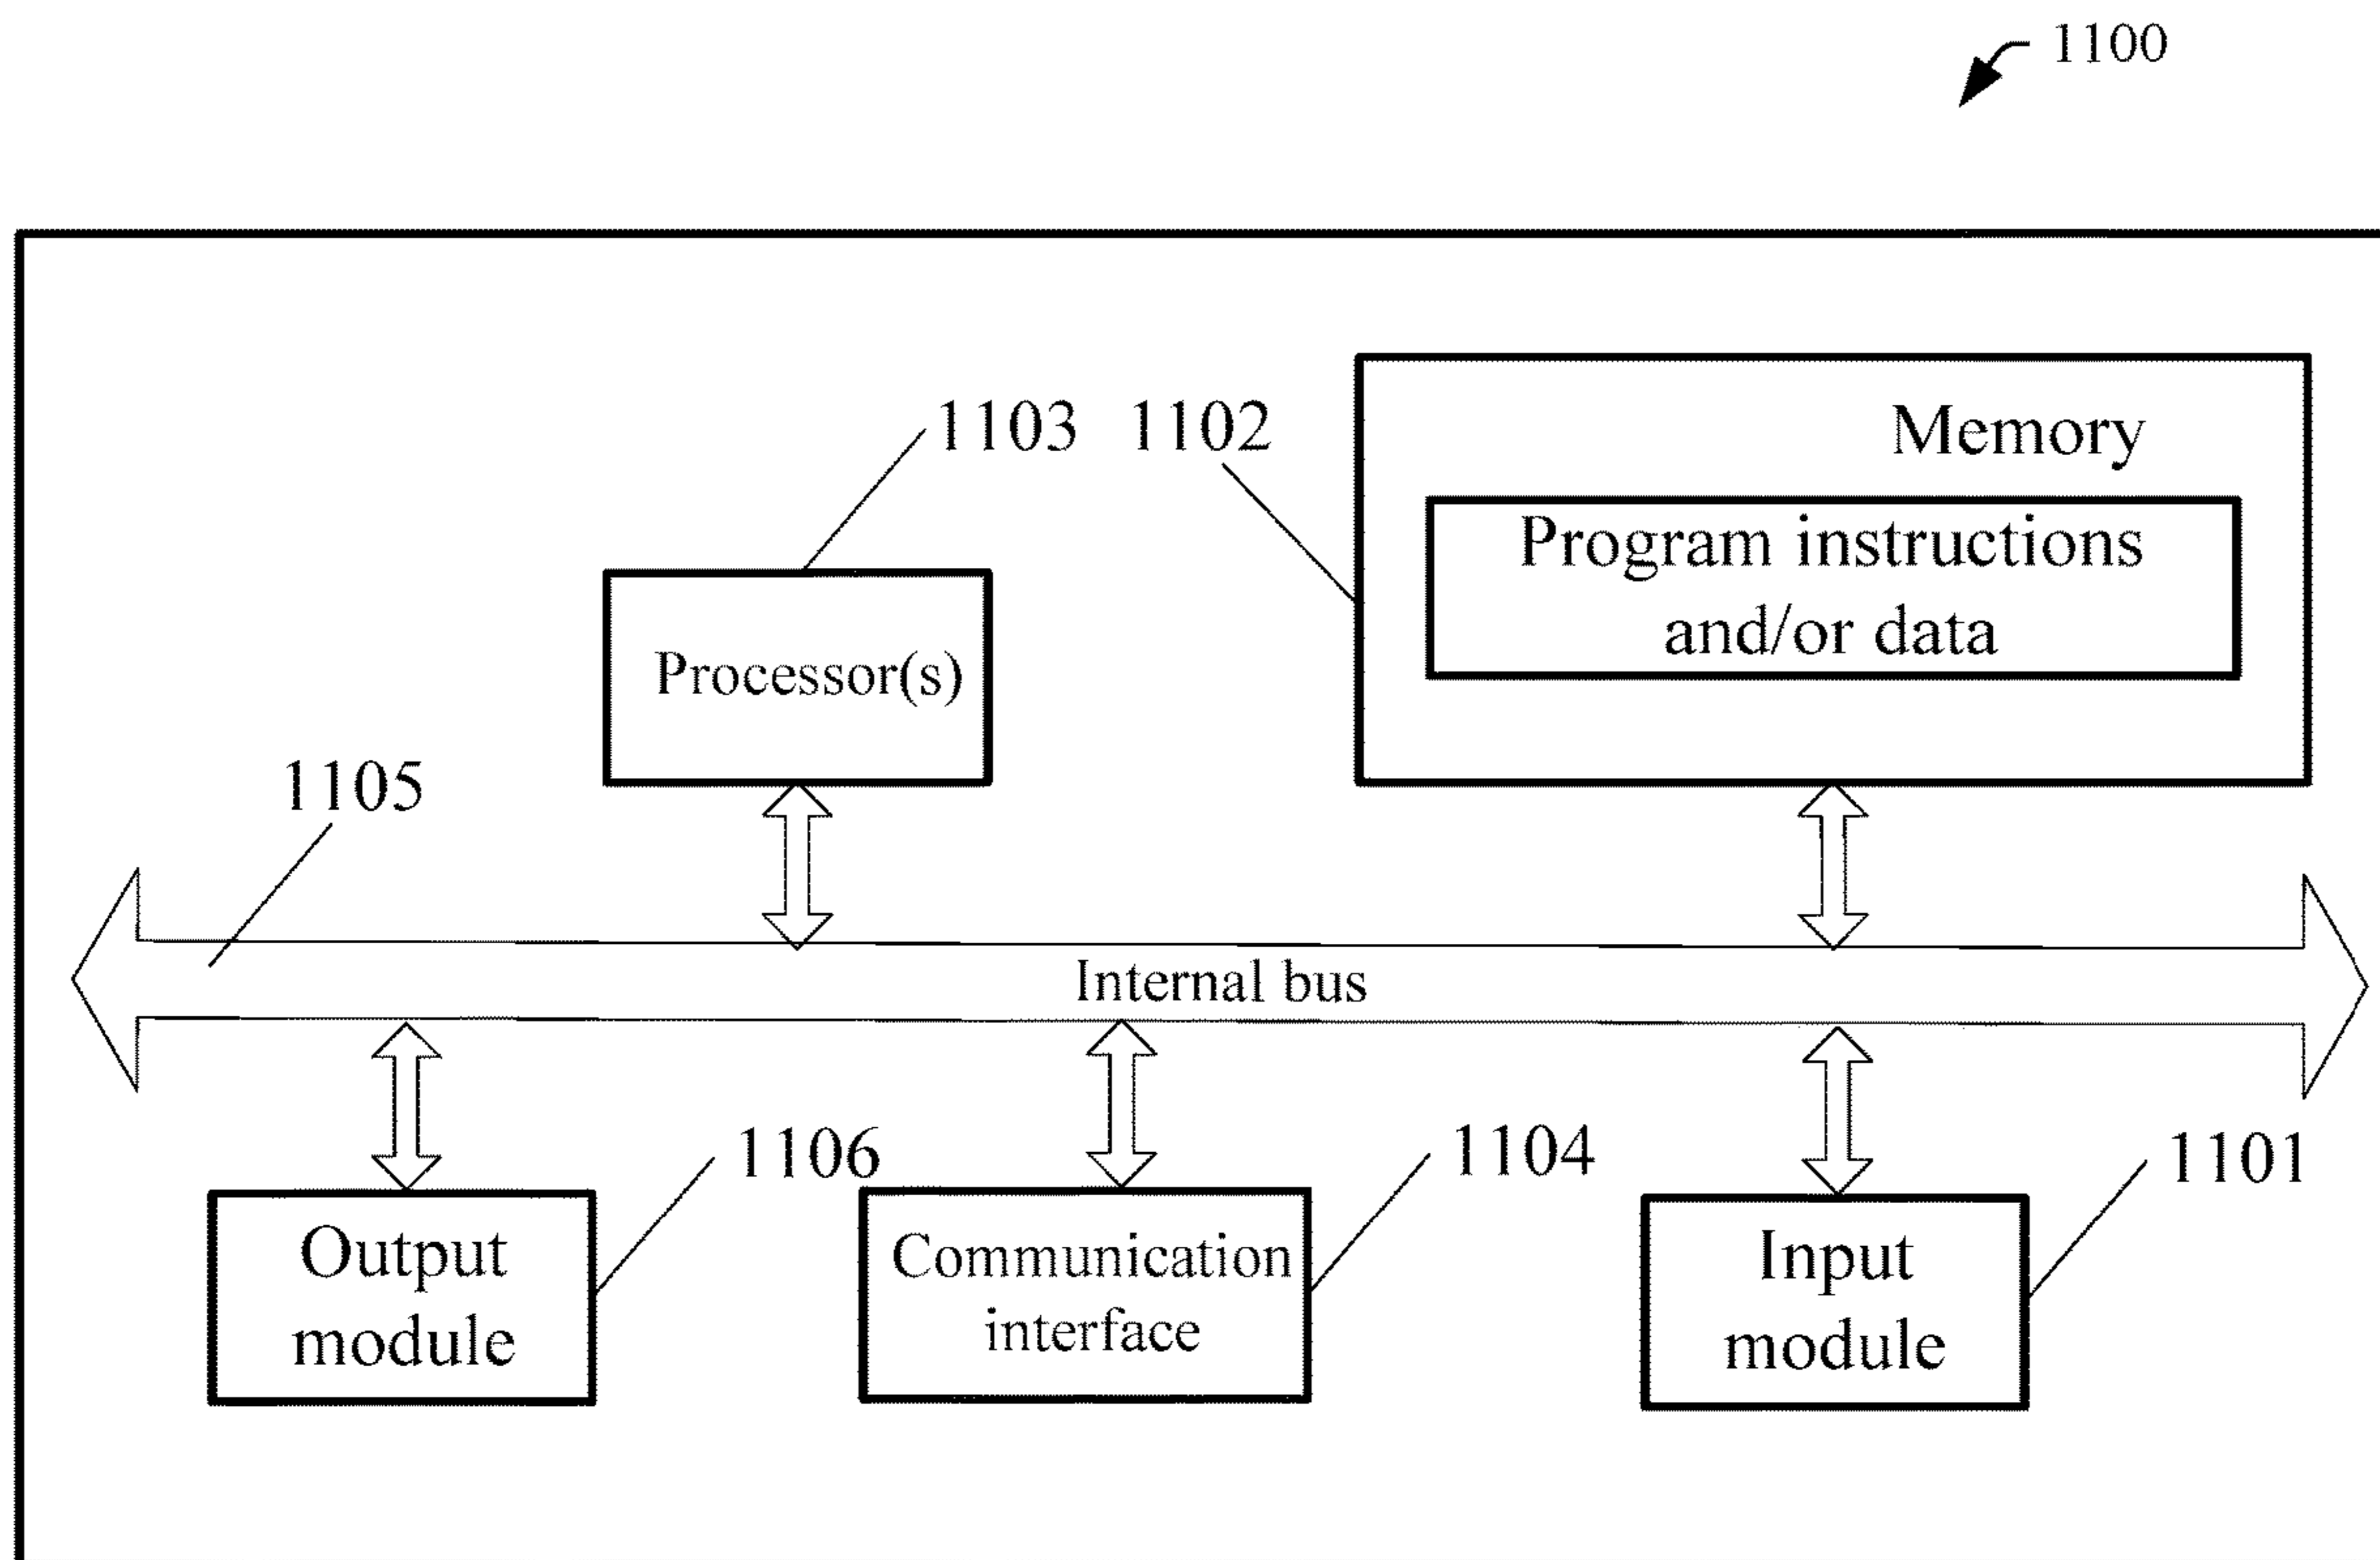 1100
1103
1102
Memory
Program instructions
and/or data
Processor(s)
1105
Internal bus
1106
1104
1101
Output
module
Communication
interface
Input
module